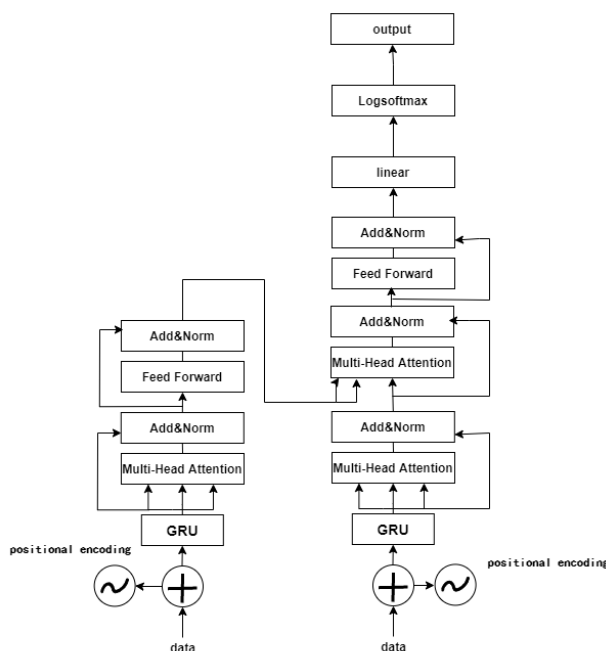 output
Logsoftmax
linear
Add&Norm
Feed Forward
Add&Norm
Multi-Head Attention
Add&Norm
Multi-Head Attention
GRU
positional encoding
data
Add&Norm
Feed Forward
Add&Norm
Multi-Head Attention
GRU
positional encoding
data